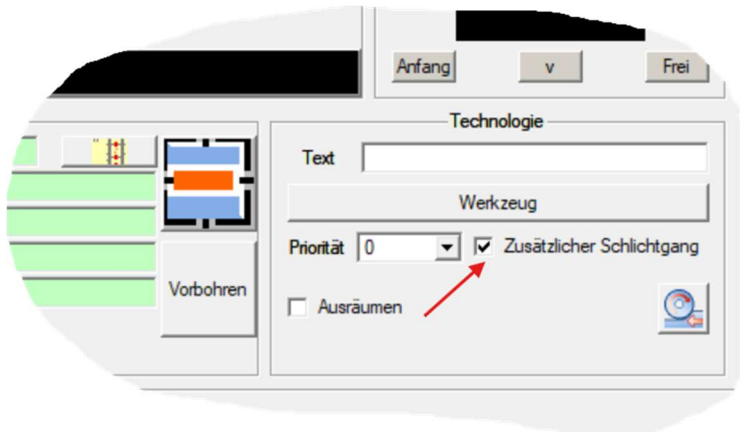 Anfang v Frei
Technologie
Text
Werkzeug
Priorität 0 Zusätzlicher Schlichtgang
Vorbohren
Ausräumen